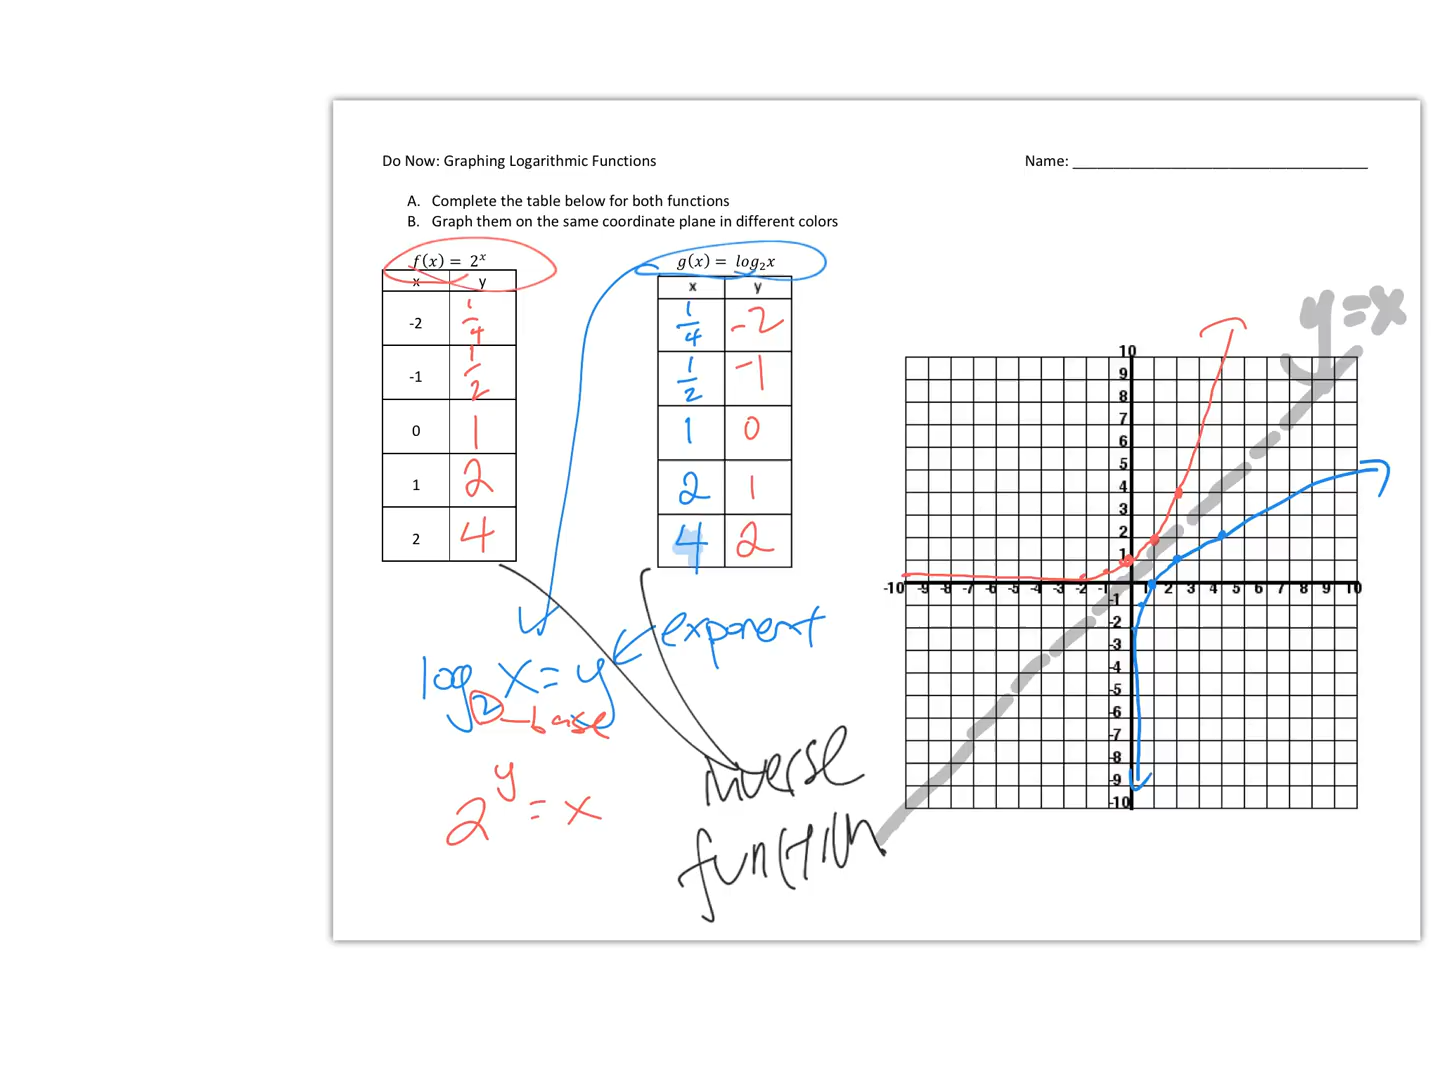 Do Now: Graphing Logarithmic Functions
Name:
A. Complete the table below for both functions
B. Graph them on the same coordinate plane in different colors
f(x) = 2^x
x y
-2 1/4
-1 1/2
0 1
1 2
2 4
g(x) = log₂x
x y
1/4 -2
1/2 -1
1 0
2 1
4 2
exponent
log₂ x = y
base
2^y = x
inverse
function
y=x
10
9
8
7
6
5
4
3
2
1
-10 -9 -8 -7 -6 -5 -4 -3 -2 -1 1 2 3 4 5 6 7 8 9 10
-1
-2
-3
-4
-5
-6
-7
-8
-9
-10